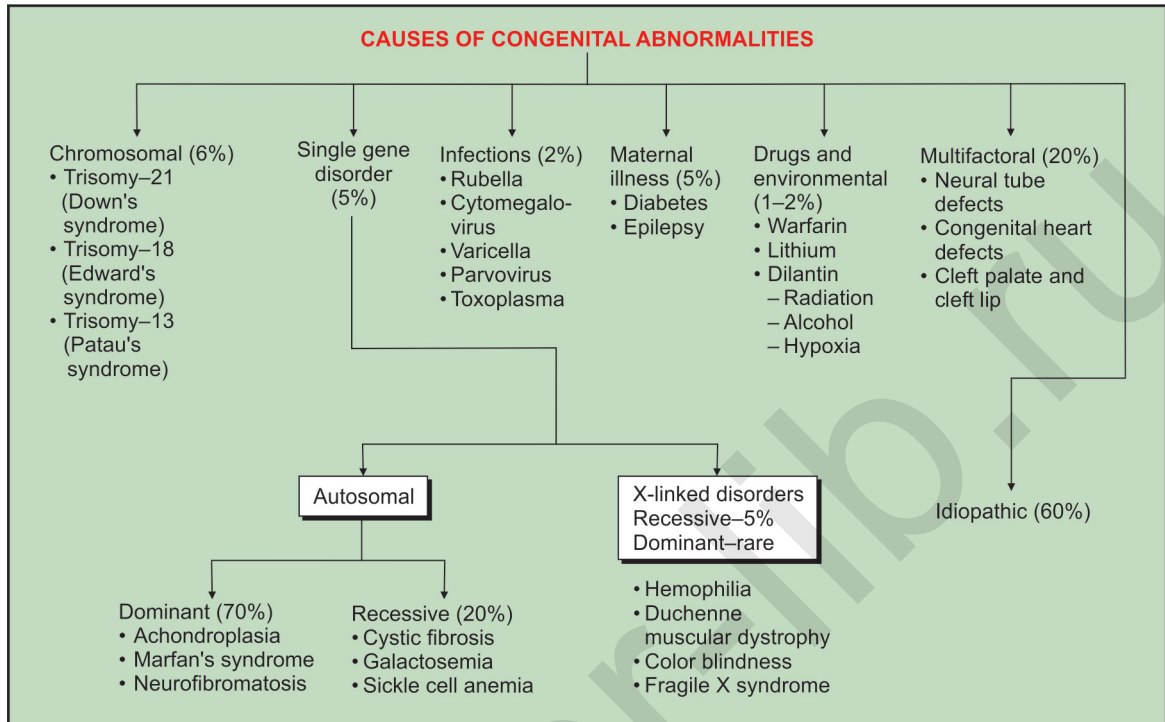 CAUSES OF CONGENITAL ABNORMALITIES
Chromosomal (6%)
• Trisomy–21
(Down's
syndrome)
• Trisomy–18
(Edward's
syndrome)
• Trisomy–13
(Patau's
syndrome)
Single gene
disorder
(5%)
Infections (2%)
• Rubella
• Cytomegalo-
virus
• Varicella
• Parvovirus
• Toxoplasma
Maternal
illness (5%)
• Diabetes
• Epilepsy
Drugs and
environmental
(1–2%)
• Warfarin
• Lithium
• Dilantin
– Radiation
– Alcohol
– Hypoxia
Multifactoral (20%)
• Neural tube
defects
• Congenital heart
defects
• Cleft palate and
cleft lip
Idiopathic (60%)
Autosomal
X-linked disorders
Recessive–5%
Dominant–rare
Dominant (70%)
• Achondroplasia
• Marfan's syndrome
• Neurofibromatosis
Recessive (20%)
• Cystic fibrosis
• Galactosemia
• Sickle cell anemia
• Hemophilia
• Duchenne
muscular dystrophy
• Color blindness
• Fragile X syndrome
r-lib.ru